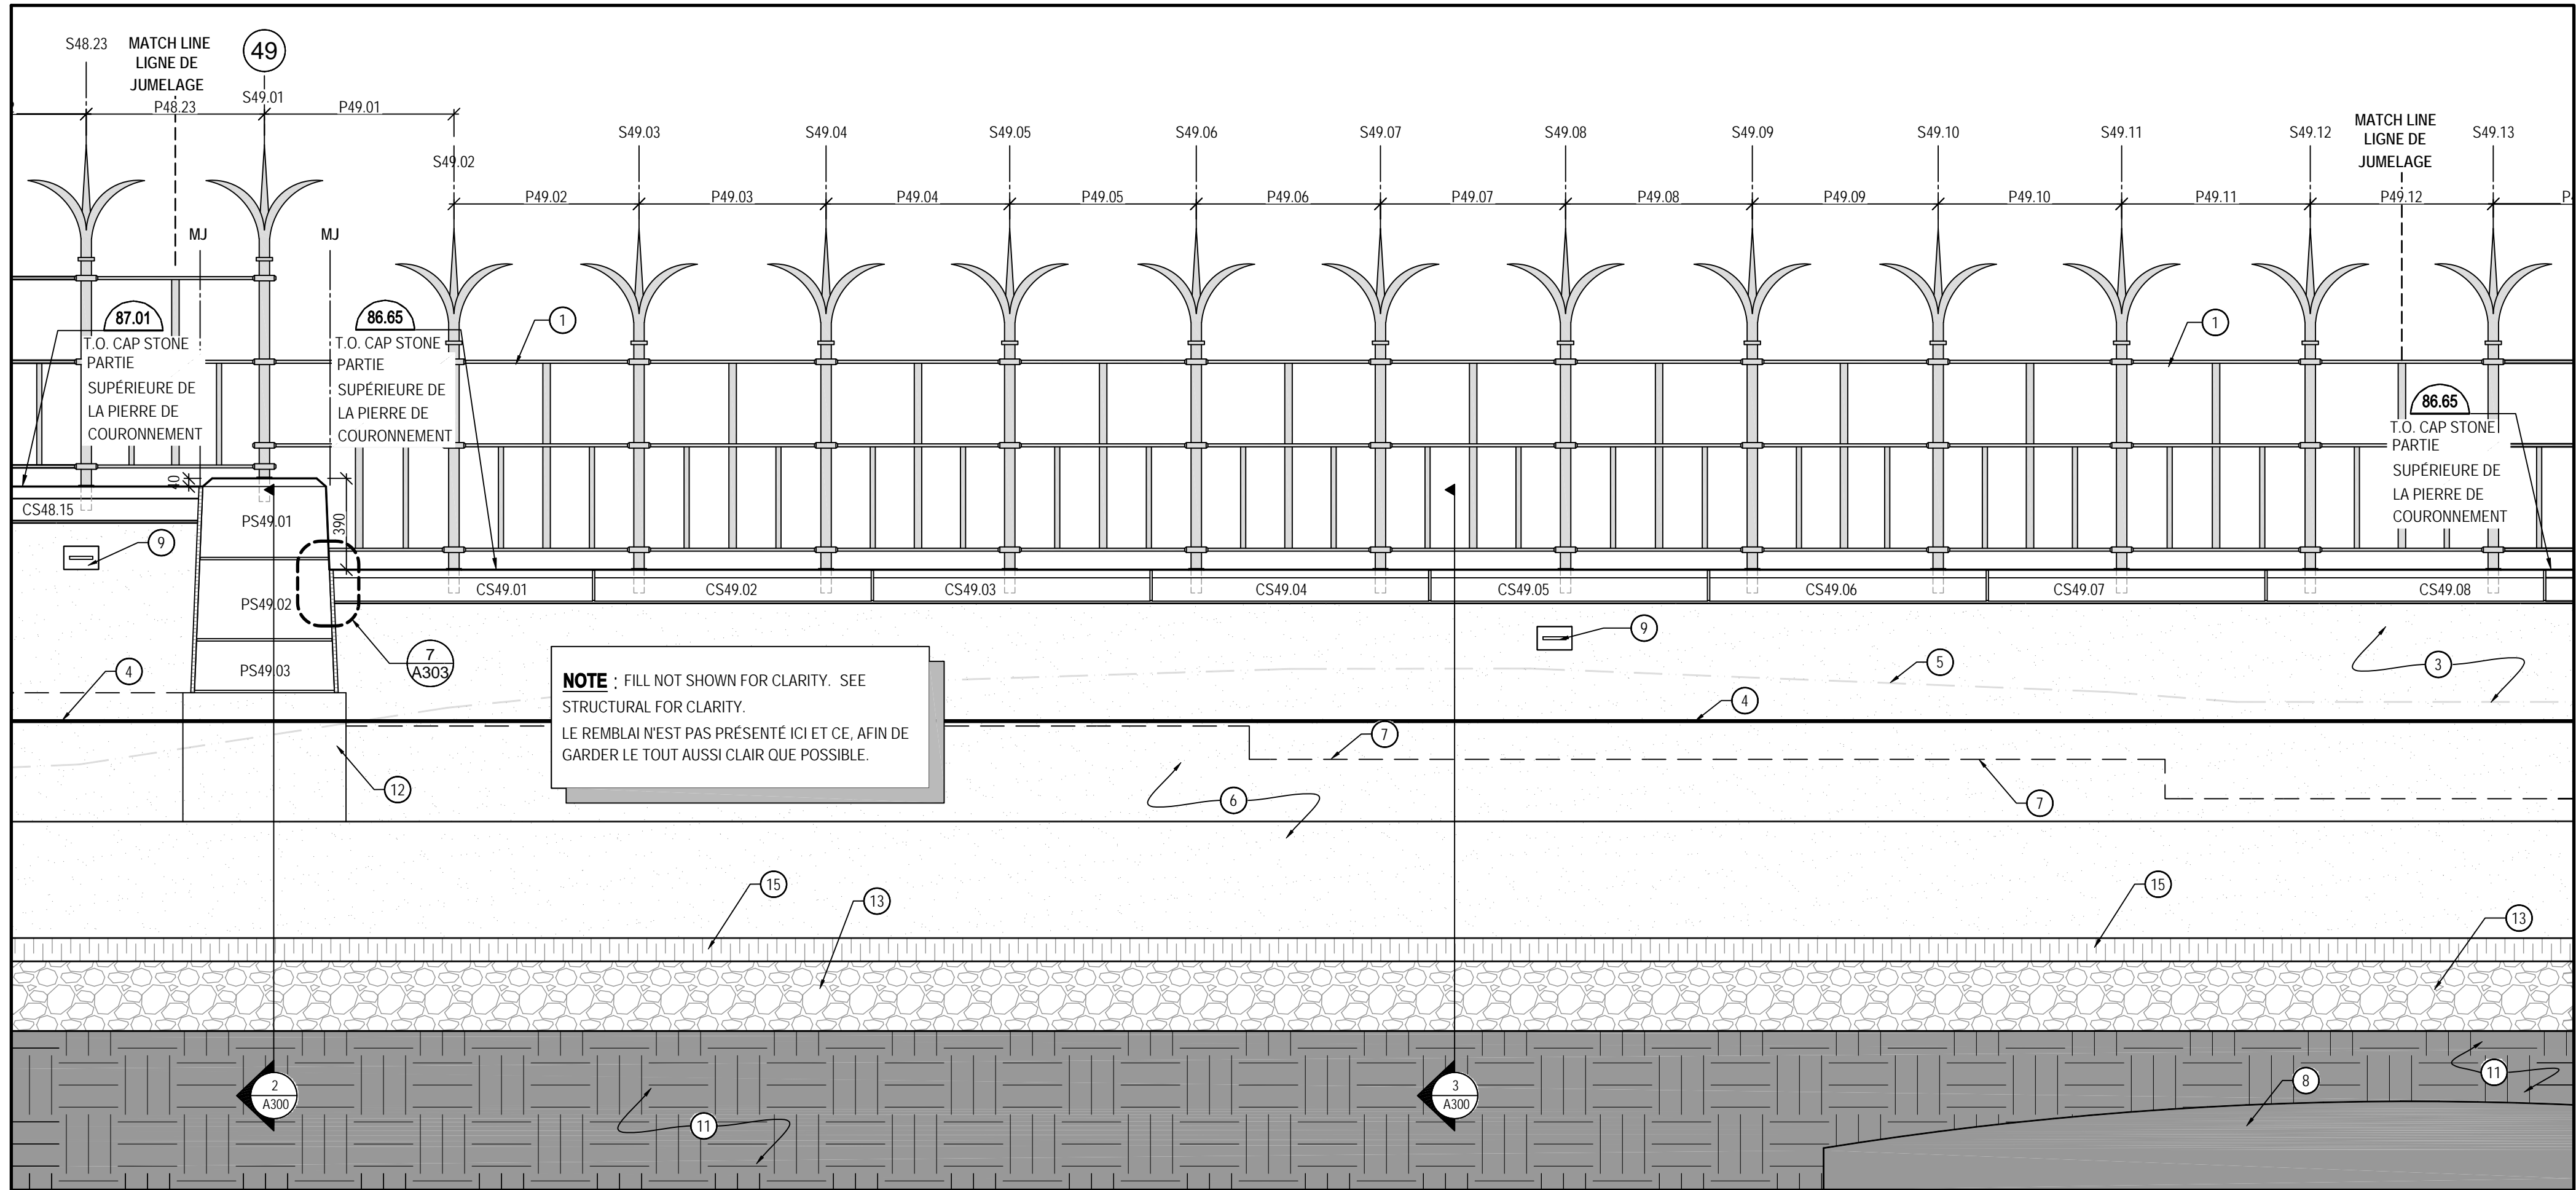 S48.23
MATCH LINE
LIGNE DE
JUMELAGE
49
S49.01
P48.23
P49.01
S49.02
S49.03
S49.04
S49.05
S49.06
S49.07
S49.08
S49.09
S49.10
S49.11
S49.12
MATCH LINE
LIGNE DE
JUMELAGE
S49.13
P49.02
P49.03
P49.04
P49.05
P49.06
P49.07
P49.08
P49.09
P49.10
P49.11
P49.12
MJ
MJ
87.01
T.O. CAP STONE
PARTIE
SUPÉRIEURE DE
LA PIERRE DE
COURONNEMENT
86.65
T.O. CAP STONE
PARTIE
SUPÉRIEURE DE
LA PIERRE DE
COURONNEMENT
1
1
86.65
T.O. CAP STONE
PARTIE
SUPÉRIEURE DE
LA PIERRE DE
COURONNEMENT
40
390
CS48.15
PS49.01
9
PS49.02
PS49.03
CS49.01
CS49.02
CS49.03
CS49.04
CS49.05
CS49.06
CS49.07
CS49.08
9
4
7
A303
5
3
4
NOTE : FILL NOT SHOWN FOR CLARITY. SEE
STRUCTURAL FOR CLARITY.
LE REMBLAI N'EST PAS PRÉSENTÉ ICI ET CE, AFIN DE
GARDER LE TOUT AUSSI CLAIR QUE POSSIBLE.
7
12
6
7
15
13
15
13
2
A300
3
A300
11
8
11